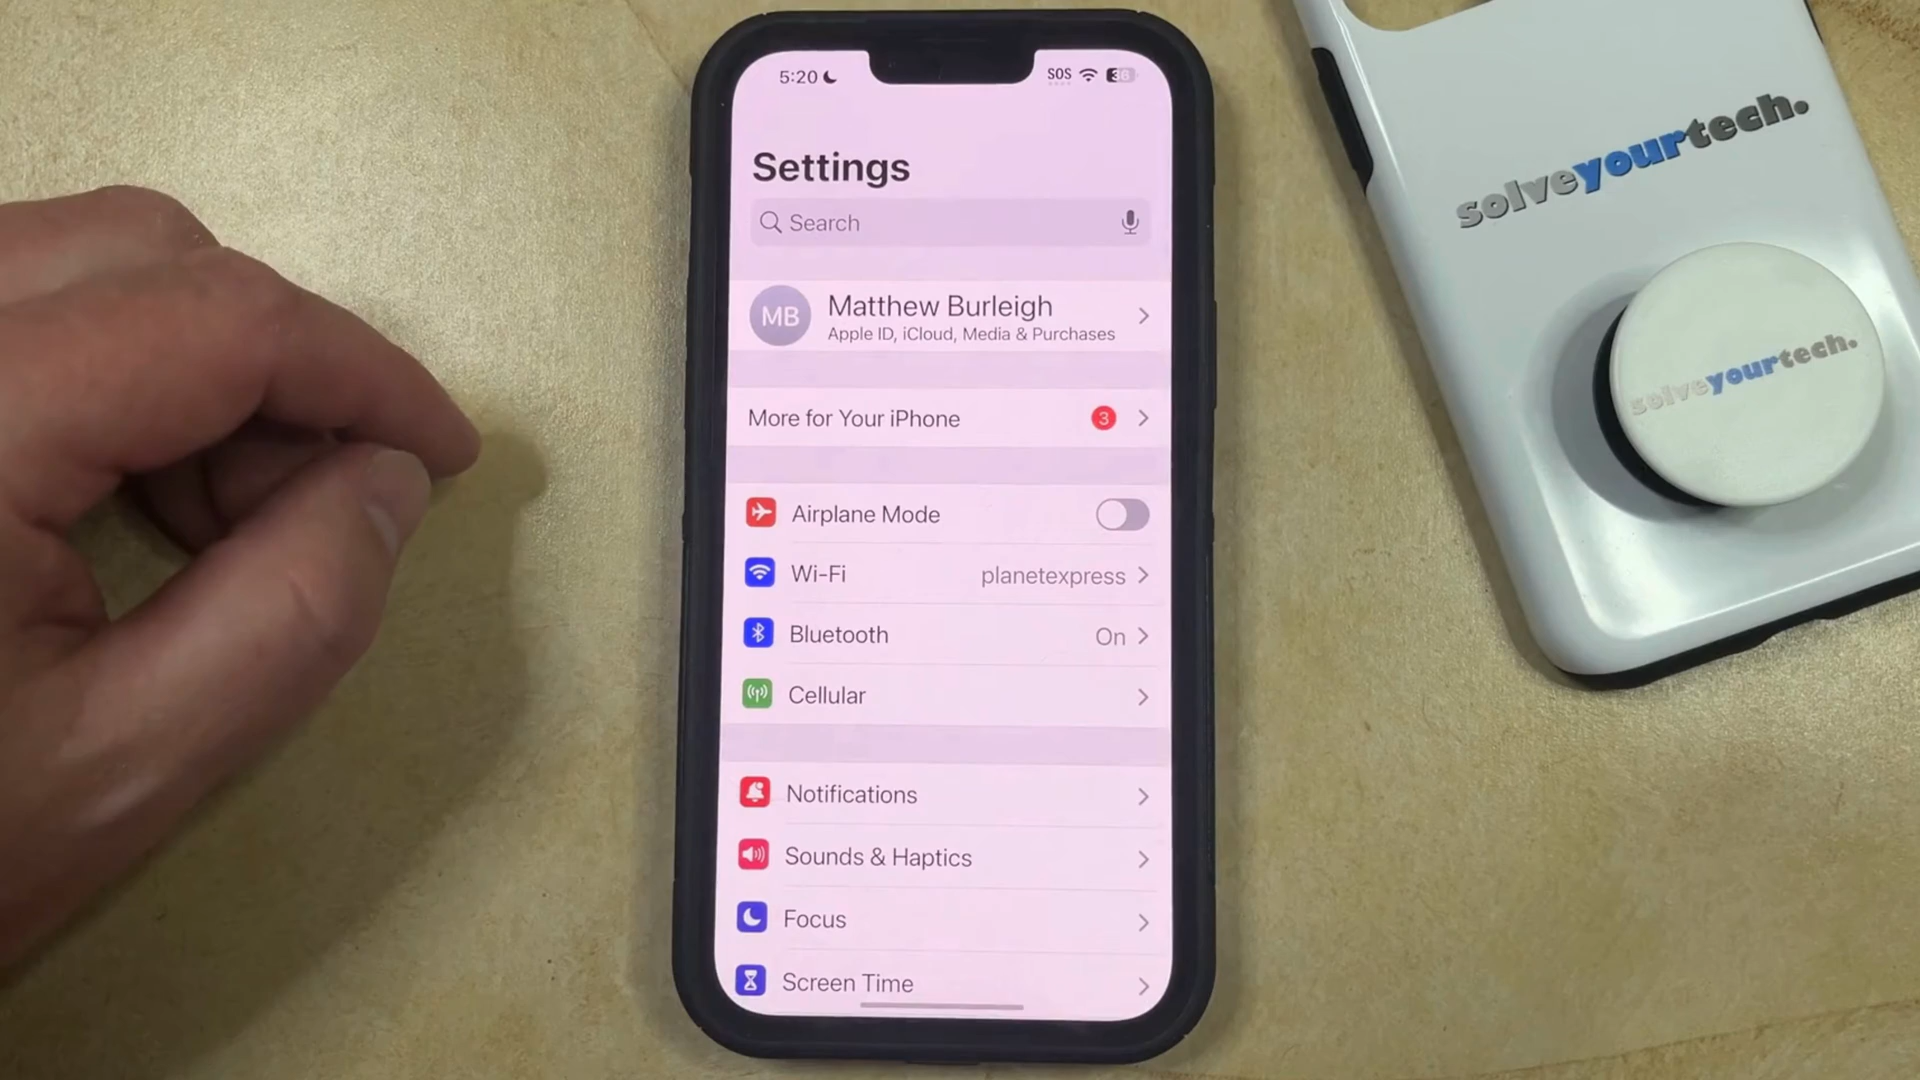 5:20
SOS
36
Settings
Search
MB
Matthew Burleigh
Apple ID, iCloud, Media & Purchases
More for Your iPhone
3
Airplane Mode
Wi-Fi
planetexpress
Bluetooth
On
Cellular
Notifications
Sounds & Haptics
Focus
Screen Time
solveyourtech.
solveyourtech.